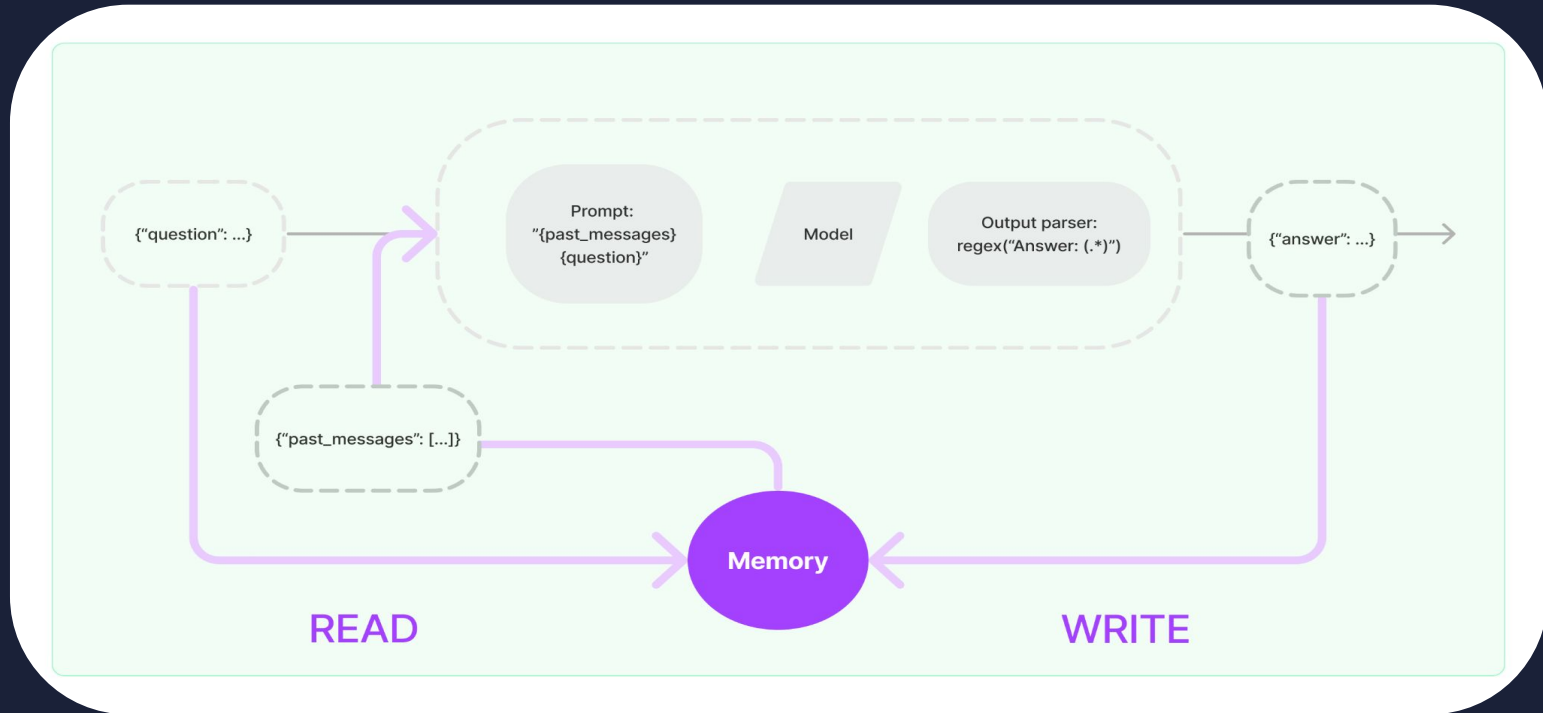 {“question”: ...}
Prompt:
”{past_messages}
{question}”
Model
Output parser:
regex(“Answer: (.*)”)
{“answer”: ...}
{“past_messages”: [...]}
Memory
READ
WRITE